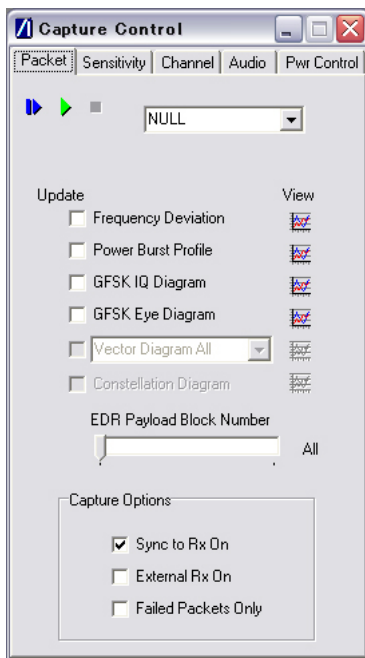 Capture Control
Packet Sensitivity Channel Audio Pwr Control
NULL
Update View
Frequency Deviation
Power Burst Profile
GFSK IQ Diagram
GFSK Eye Diagram
Vector Diagram All
Constellation Diagram
EDR Payload Block Number
All
Capture Options
Sync to Rx On
External Rx On
Failed Packets Only